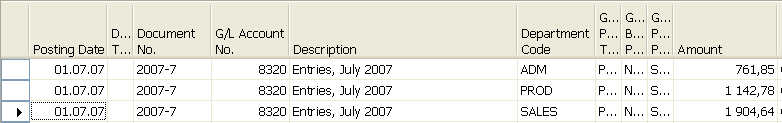 Posting Date D... T... Document No. G/L Account No. Description Department Code G... P... T... G... B... P... G... P... P... Amount
01.07.07 2007-7 8320 Entries, July 2007 ADM P... N... S... 761,85
01.07.07 2007-7 8320 Entries, July 2007 PROD P... N... S... 1 142,78
01.07.07 2007-7 8320 Entries, July 2007 SALES P... N... S... 1 904,64